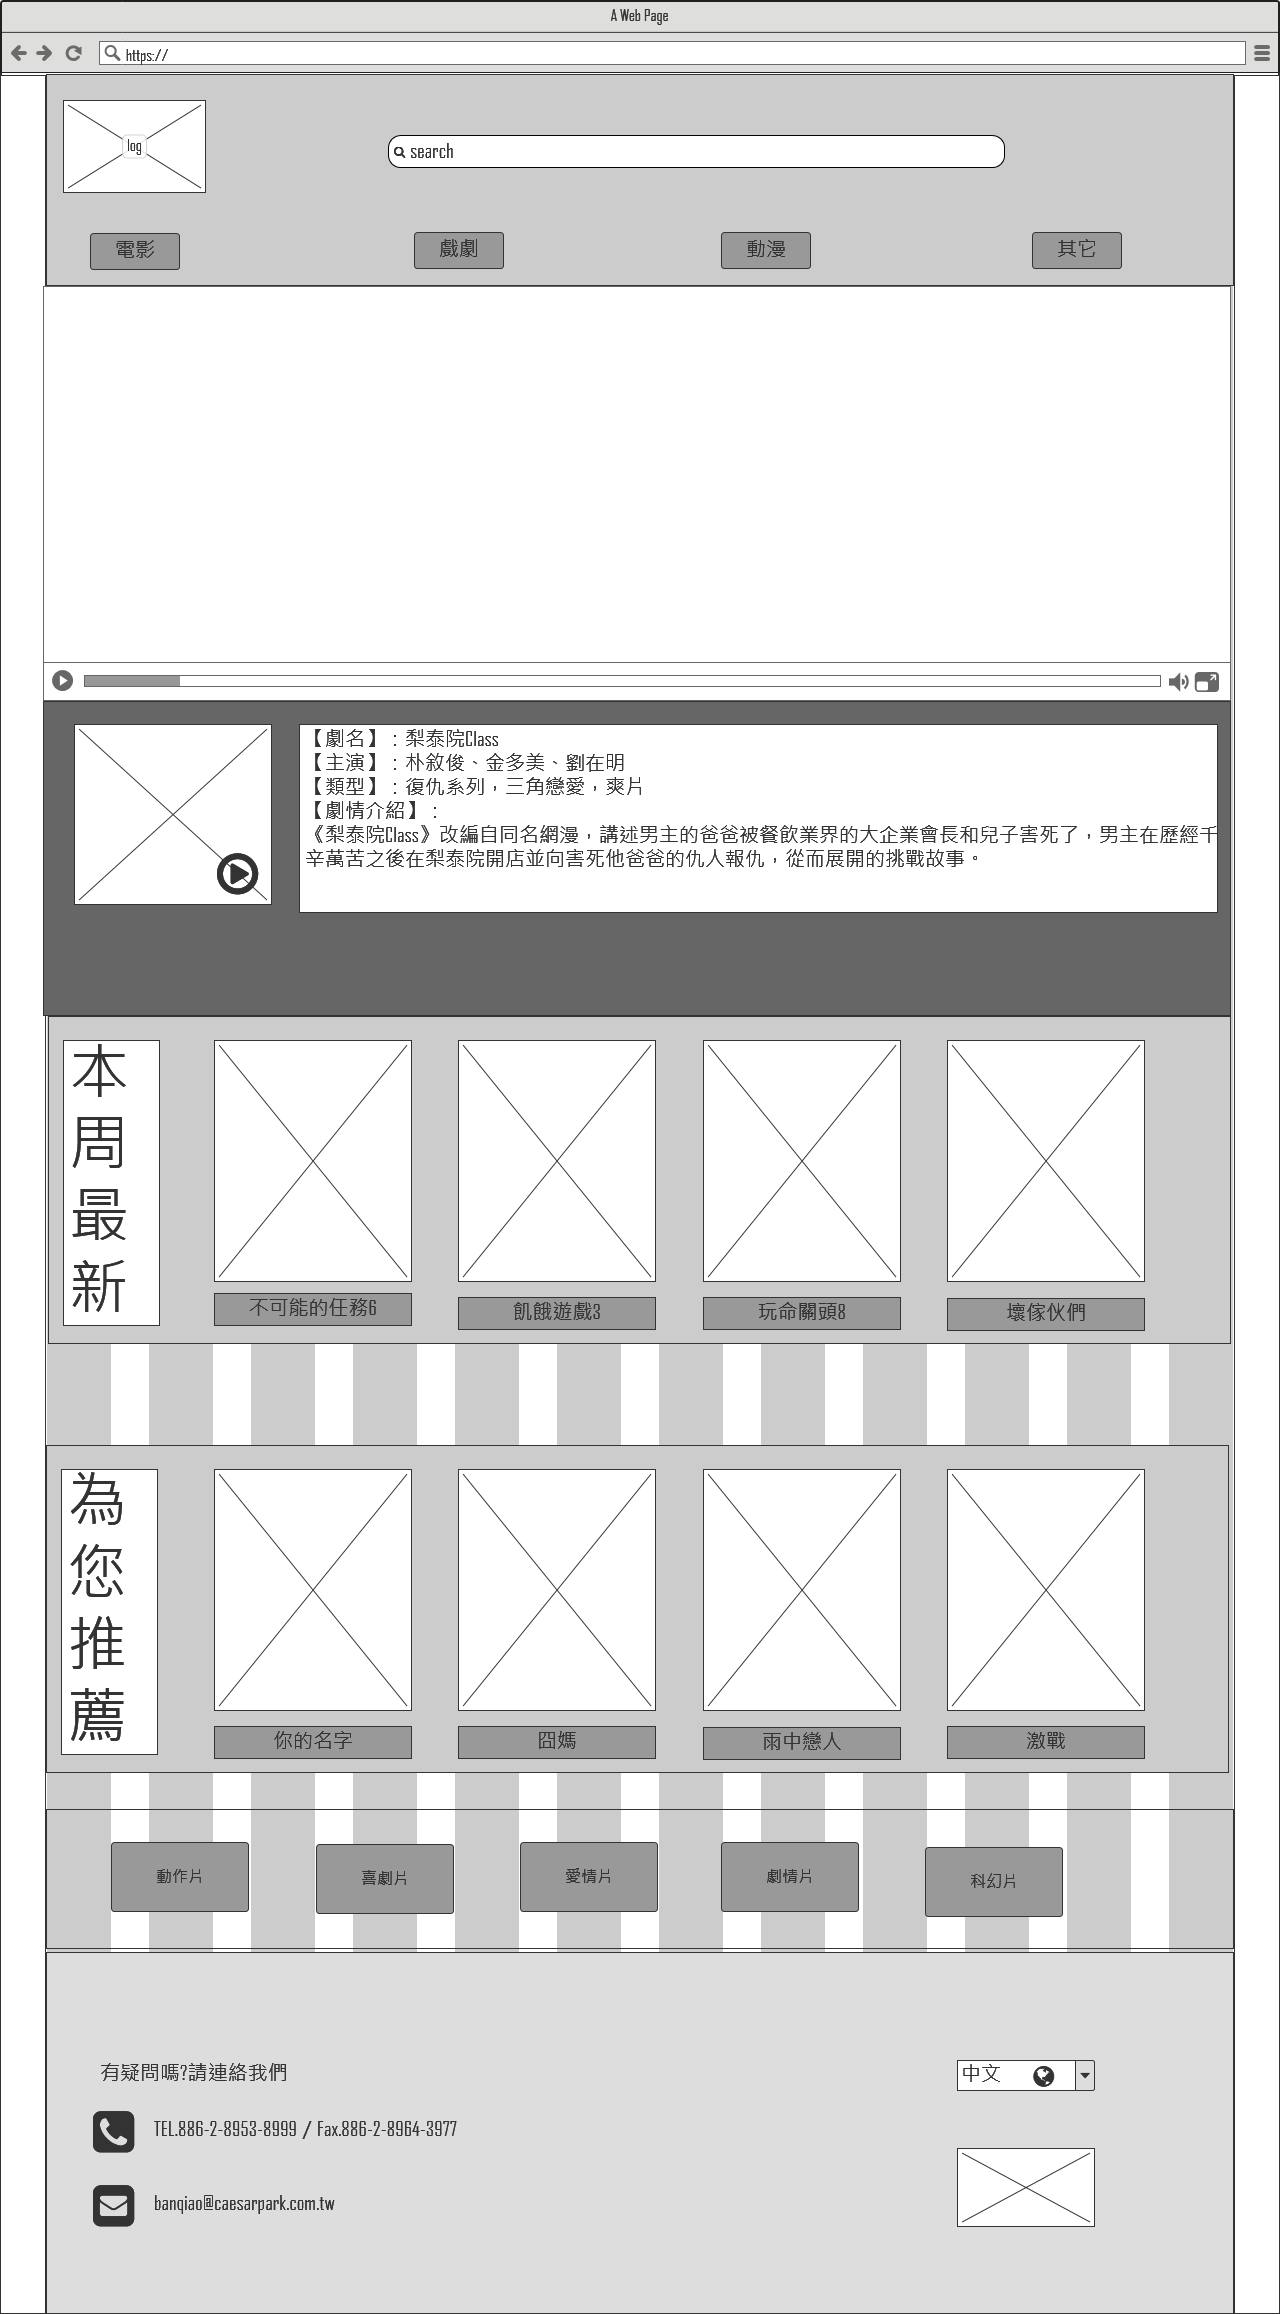 A Web Page
https://
log
search
電影
戲劇
動漫
其它
【劇名】：梨泰院Class
【主演】：朴敘俊、金多美、劉在明
【類型】：復仇系列，三角戀愛，爽片
【劇情介紹】：
《梨泰院Class》改編自同名網漫，講述男主的爸爸被餐飲業界的大企業會長和兒子害死了，男主在歷經千
辛萬苦之後在梨泰院開店並向害死他爸爸的仇人報仇，從而展開的挑戰故事。
本
周
最
新
不可能的任務6
飢餓遊戲3
玩命關頭8
壞傢伙們
為
您
推
薦
你的名字
囧媽
雨中戀人
激戰
動作片
喜劇片
愛情片
劇情片
科幻片
有疑問嗎?請連絡我們
中文
TEL.886-2-8953-8999 / Fax.886-2-8964-3977
banqiao@caesarpark.com.tw